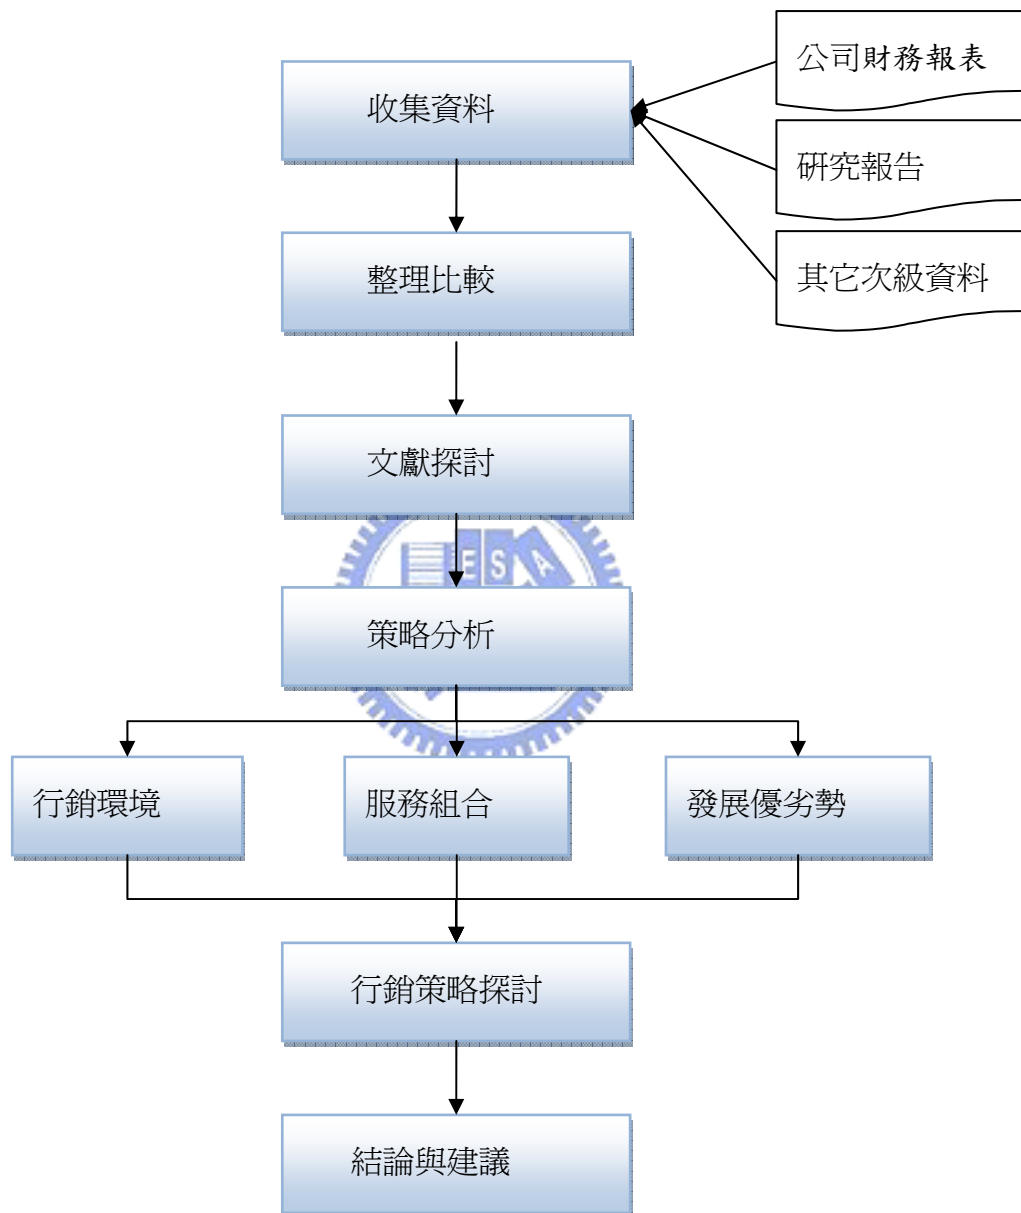 公司財務報表
收集資料
研究報告
整理比較
其它次級資料
文獻探討
ESA
策略分析
行銷環境
服務組合
發展優劣勢
行銷策略探討
結論與建議